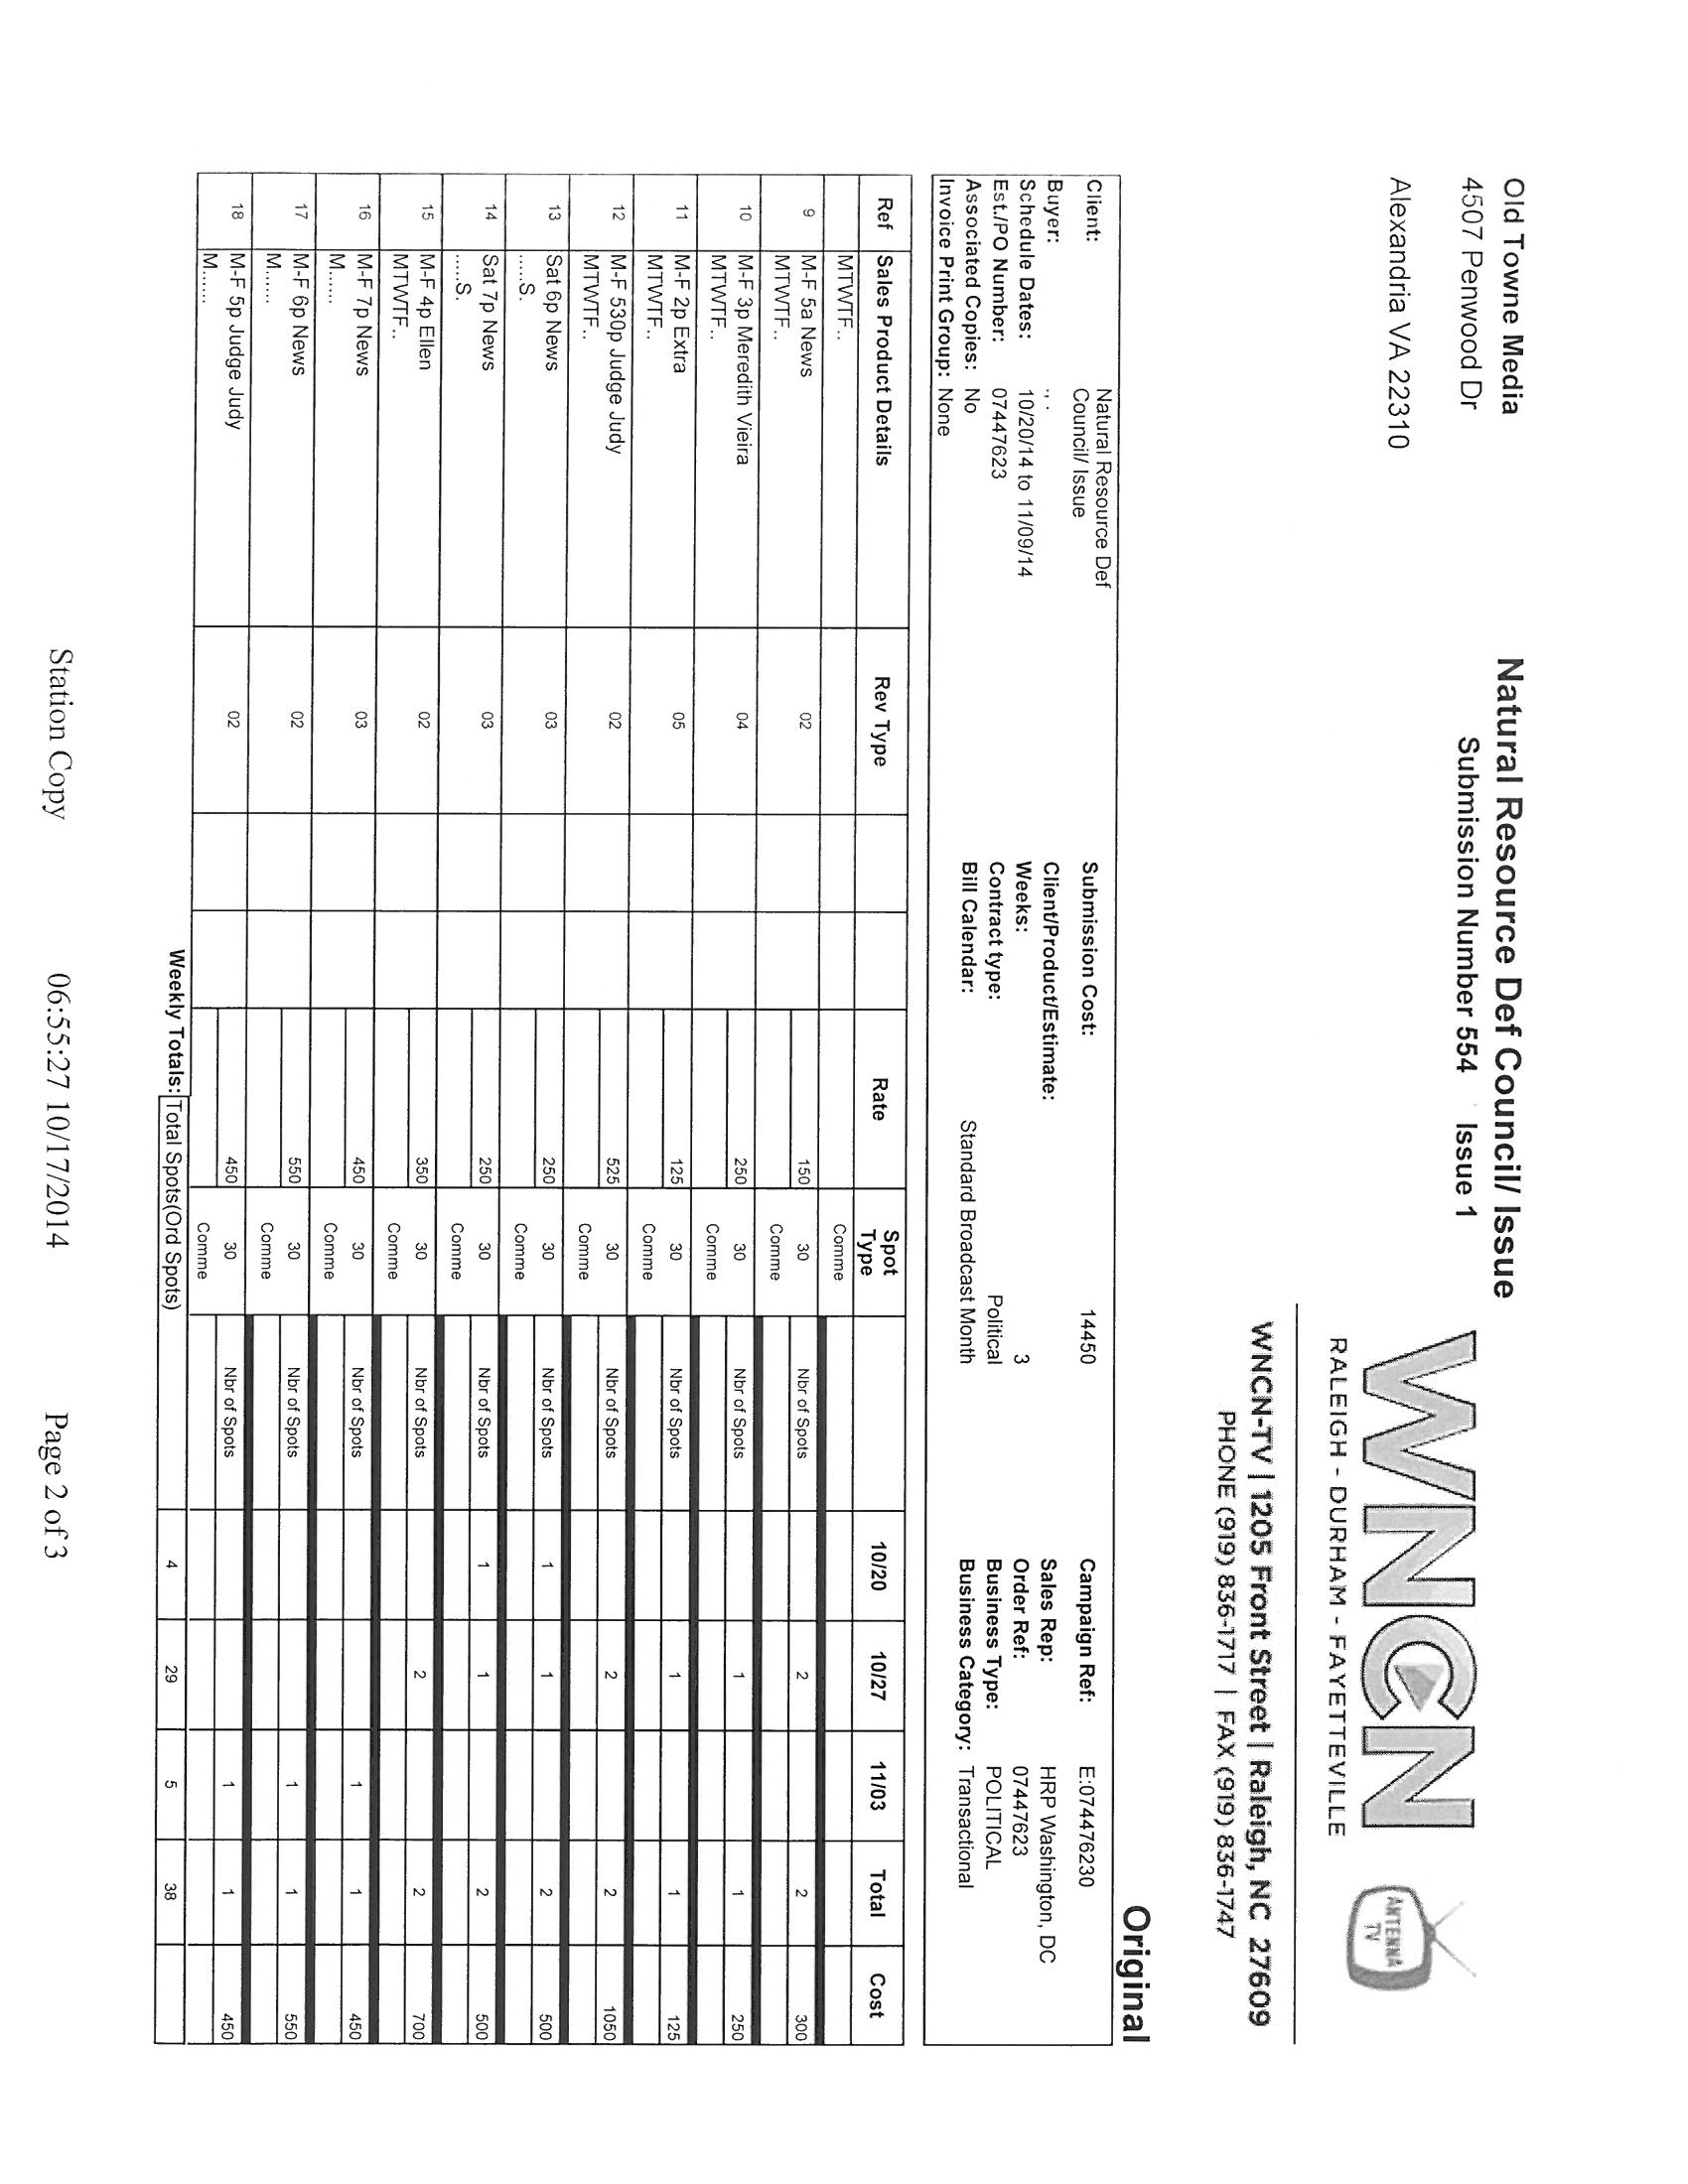 Old Towne Media
4507 Penwood Dr
Alexandria VA 22310
Natural Resource Def Council/ Issue
Submission Number 554 Issue 1
WNCN
RALEIGH - DURHAM - FAYETTEVILLE
ANTENNA
TV
WNCN-TV | 1205 Front Street | Raleigh, NC 27609
PHONE (919) 836-1717 | FAX (919) 836-1747
Original
Client: Natural Resource Def Council/ Issue
Submission Cost: 14450
Campaign Ref: E:074476230
Buyer: , .
Client/Product/Estimate:
Sales Rep: HRP Washington, DC
Schedule Dates: 10/20/14 to 11/09/14
Weeks: 3
Order Ref: 07447623
Est./PO Number: 07447623
Contract type: Political
Business Type: POLITICAL
Associated Copies: No
Bill Calendar: Standard Broadcast Month
Business Category: Transactional
Invoice Print Group: None
Ref Sales Product Details Rev Type Rate Spot Type 10/20 10/27 11/03 Total Cost
MTWTF.. Comme
9 M-F 5a News 02 150 30 Nbr of Spots 2 2 300
MTWTF.. Comme
10 M-F 3p Meredith Vieira 04 250 30 Nbr of Spots 1 1 250
MTWTF.. Comme
11 M-F 2p Extra 05 125 30 Nbr of Spots 1 1 125
MTWTF.. Comme
12 M-F 530p Judge Judy 02 525 30 Nbr of Spots 2 2 1050
MTWTF.. Comme
13 Sat 6p News 03 250 30 Nbr of Spots 1 1 2 500
.....S. Comme
14 Sat 7p News 03 250 30 Nbr of Spots 1 1 2 500
.....S. Comme
15 M-F 4p Ellen 02 350 30 Nbr of Spots 2 2 700
MTWTF.. Comme
16 M-F 7p News 03 450 30 Nbr of Spots 1 1 450
M...... Comme
17 M-F 6p News 02 550 30 Nbr of Spots 1 1 550
M...... Comme
18 M-F 5p Judge Judy 02 450 30 Nbr of Spots 1 1 450
M...... Comme
Weekly Totals: Total Spots(Ord Spots) 4 29 5 38
Station Copy 06:55:27 10/17/2014 Page 2 of 3